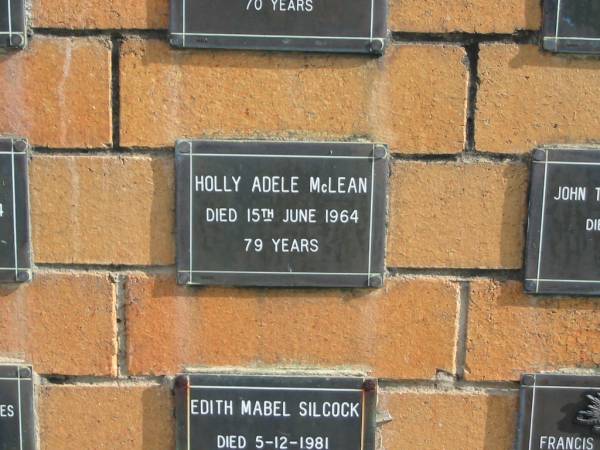 70 YEARS
HOLLY ADELE McLEAN
DIED 15TH JUNE 1964
79 YEARS
JOHN
EDITH MABEL SILCOCK
DIED 5-12-1981
FRANCIS